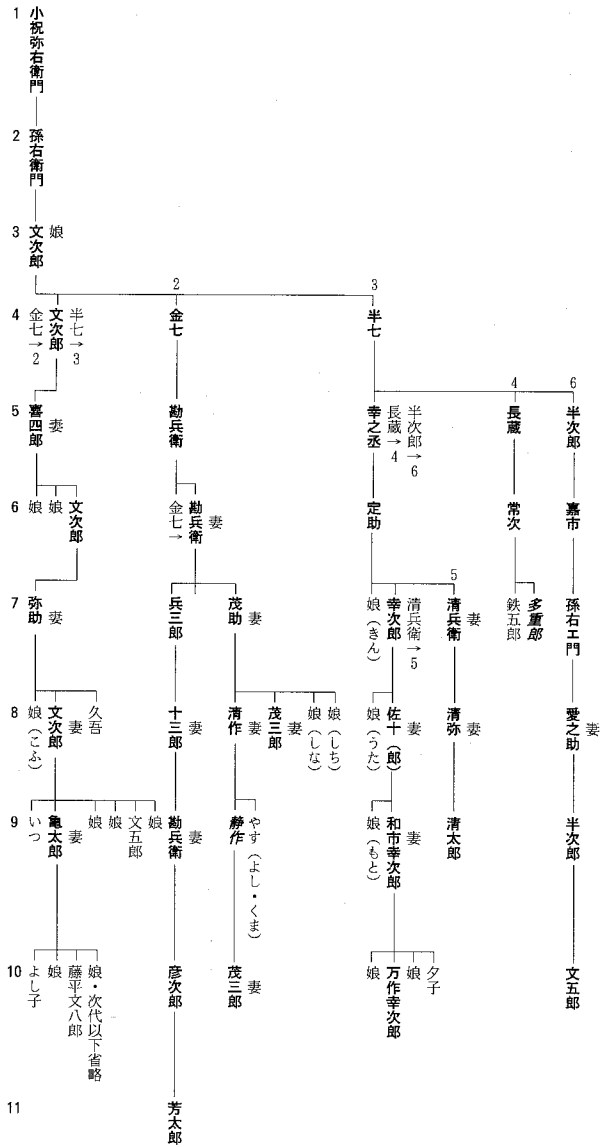 1 小祝弥右衛門
2 孫右衛門
3 文次郎 娘
2 3
4 金七→2 文次郎 半七→3 金七 半七
4 6
5 喜四郎 妻 勘兵衛 幸之丞 長蔵→4 半次郎→6 長蔵 半次郎
6 娘 娘 文次郎 金七→ 勘兵衛 妻 定助 常次 嘉市
5
7 弥助 妻 兵三郎 茂助 妻 娘(きん) 幸次郎 清兵衛→5 清兵衛 妻 鉄五郎 多重郎 孫右エ門
8 娘(こふ) 文次郎 妻 久吾 十三郎 妻 清作 妻 茂三郎 妻 娘(しな) 娘(しち) 娘(うた) 佐十(郎) 妻 清弥 妻 愛之助 妻
9 いつ 亀太郎 妻 娘 娘 文五郎 娘 勘兵衛 妻 静作 やす(よし・くま) 娘(もと) 和市幸次郎 妻 清太郎 半次郎
10 よし子 娘 藤平文八郎 娘・次代以下省略 彦次郎 茂三郎 妻 娘 万作幸次郎 娘 夕子 文五郎
11 芳太郎